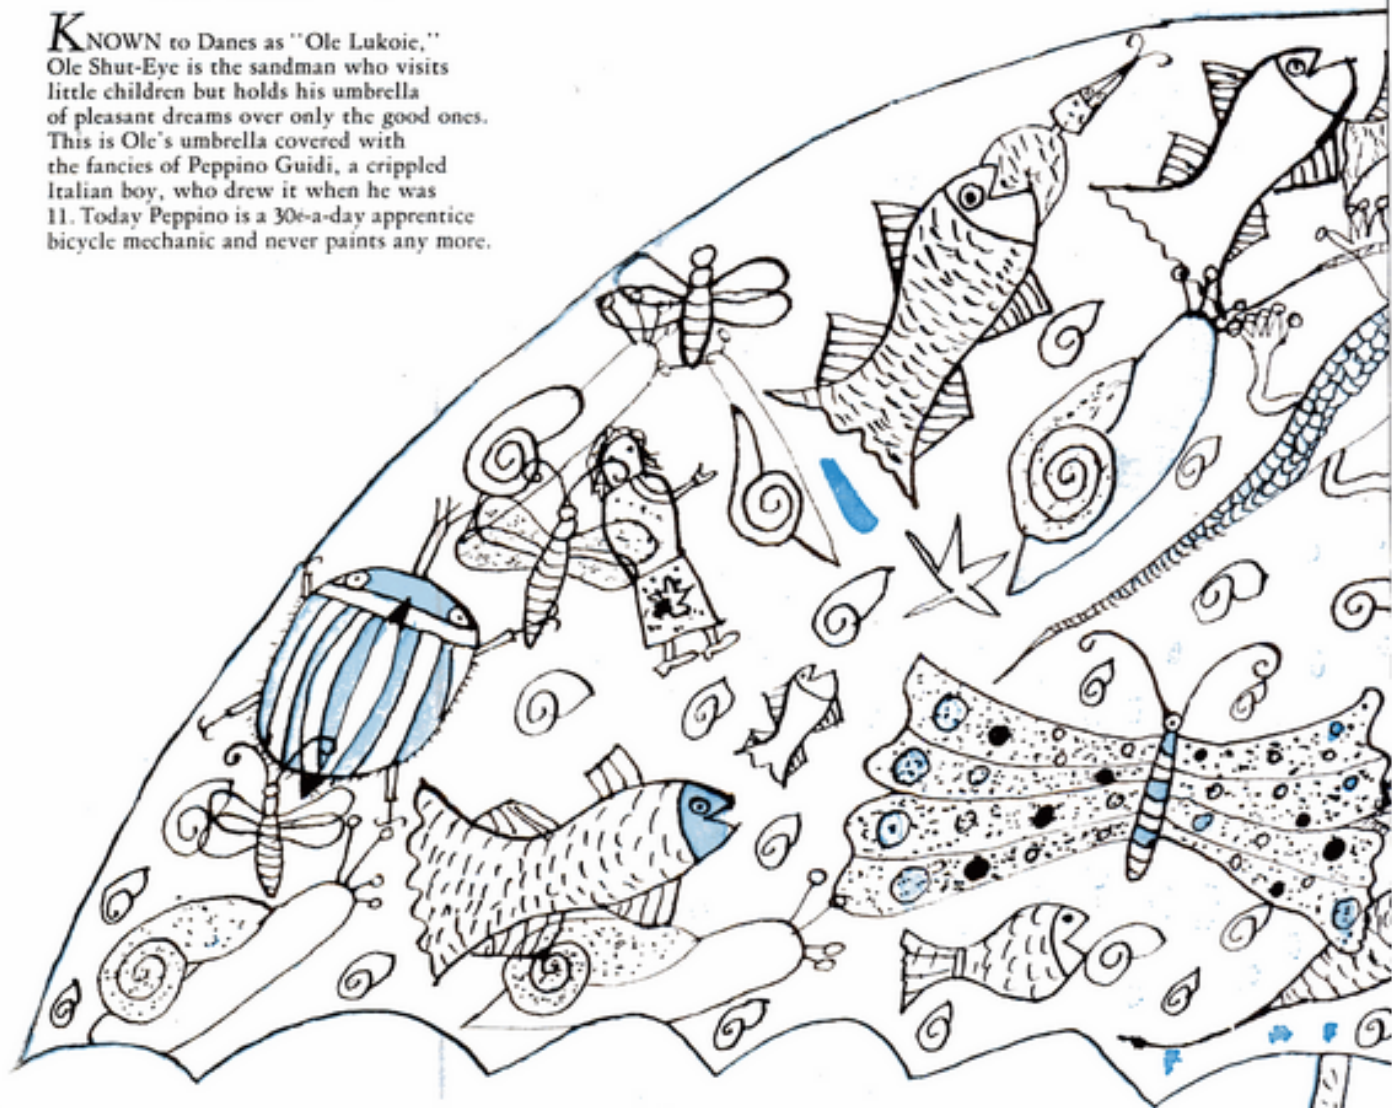 KNOWN to Danes as "Ole Lukoie,"
Ole Shut-Eye is the sandman who visits
little children but holds his umbrella
of pleasant dreams over only the good ones.
This is Ole's umbrella covered with
the fancies of Peppino Guidi, a crippled
Italian boy, who drew it when he was
11. Today Peppino is a 30¢-a-day apprentice
bicycle mechanic and never paints any more.